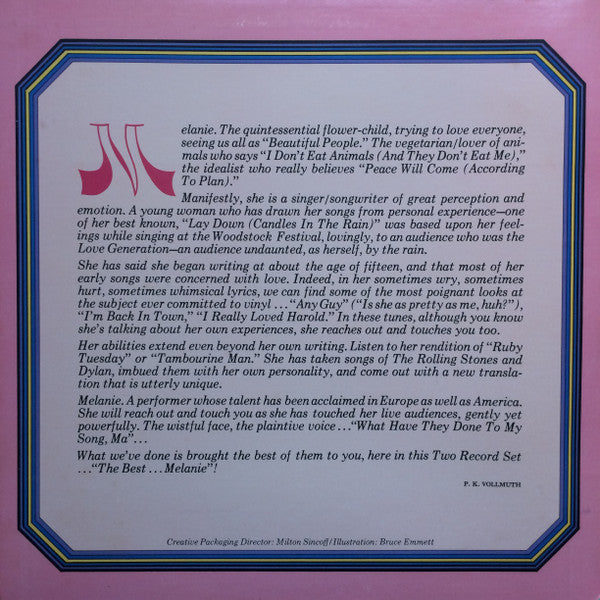 Melanie. The quintessential flower-child, trying to love everyone,
seeing us all as "Beautiful People." The vegetarian/lover of ani-
mals who says "I Don't Eat Animals (And They Don't Eat Me),"
the idealist who really believes "Peace Will Come (According
To Plan)."
Manifestly, she is a singer/songwriter of great perception and
emotion. A young woman who has drawn her songs from personal experience—one
of her best known, "Lay Down (Candles In The Rain)" was based upon her feel-
ings while singing at the Woodstock Festival, lovingly, to an audience who was the
Love Generation—an audience undaunted, as herself, by the rain.
She has said she began writing at about the age of fifteen, and that most of her
early songs were concerned with love. Indeed, in her sometimes wry, sometimes
hurt, sometimes whimsical lyrics, we can find some of the most poignant looks at
the subject ever committed to vinyl ... "Any Guy" ("Is she as pretty as me, huh?"),
"I'm Back In Town," "I Really Loved Harold." In these tunes, although you know
she's talking about her own experiences, she reaches out and touches you too.
Her abilities extend even beyond her own writing. Listen to her rendition of "Ruby
Tuesday" or "Tambourine Man." She has taken songs of The Rolling Stones and
Dylan, imbued them with her own personality, and come out with a new transla-
tion that is utterly unique.
Melanie. A performer whose talent has been acclaimed in Europe as well as America.
She will reach out and touch you as she has touched her live audiences, gently yet
powerfully. The wistful face, the plaintive voice ... "What Have They Done To My
Song, Ma" ...
What we've done is brought the best of them to you, here in this Two Record Set
... "The Best ... Melanie"!
P. K. VOLLMUTH
Creative Packaging Director: Milton Sincoff/Illustration: Bruce Emmett